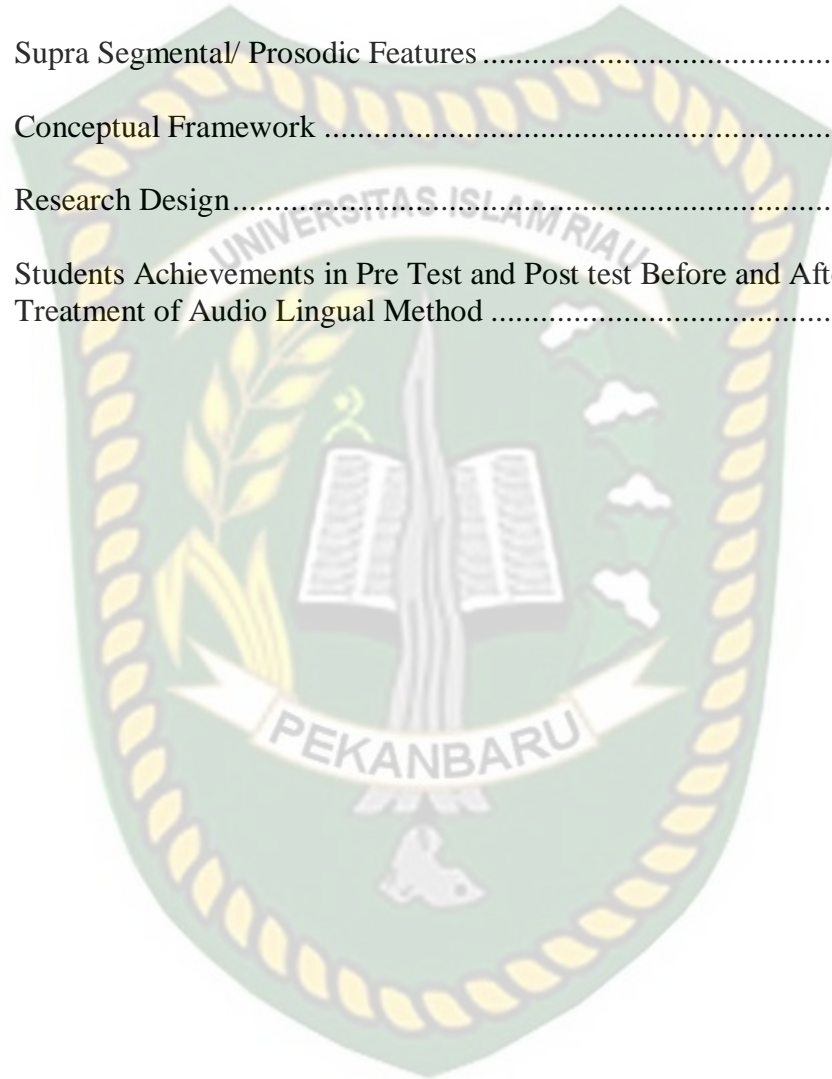 Supra Segmental/ Prosodic Features ..........................................
Conceptual Framework ..............................................................
Research Design.........................................................................
Students Achievements in Pre Test and Post test Before and Aft
Treatment of Audio Lingual Method .........................................
UNIVERSITAS ISLAM RIAU
PEKANBARU